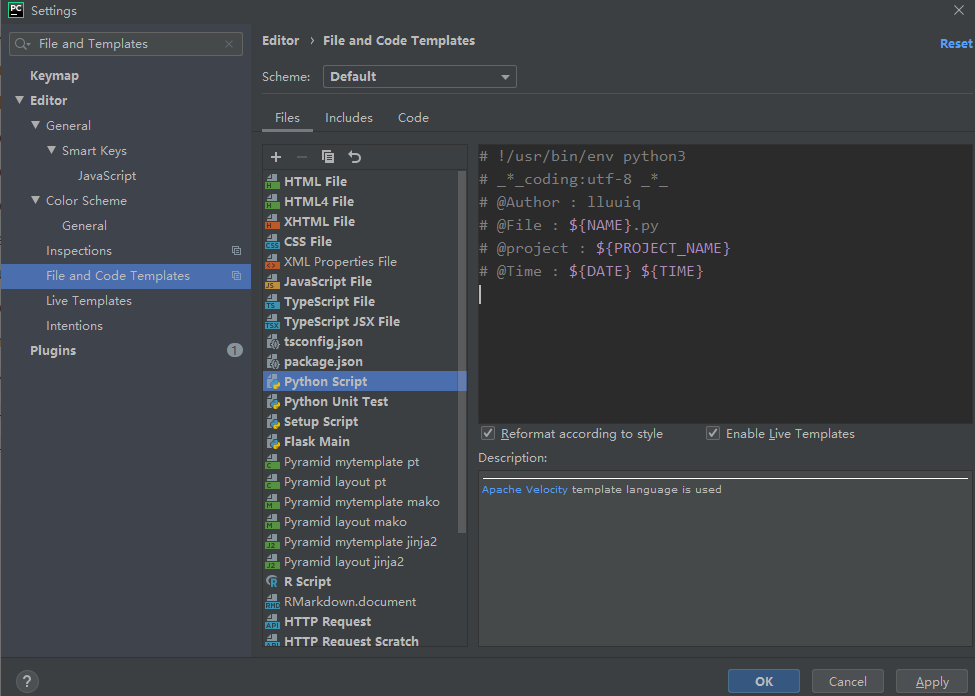 PC Settings
File and Templates
Keymap
Editor
General
Smart Keys
JavaScript
Color Scheme
General
Inspections
File and Code Templates
Live Templates
Intentions
Plugins 1
Editor › File and Code Templates
Reset
Scheme: Default
Files Includes Code
HTML File
HTML4 File
XHTML File
CSS File
XML Properties File
JavaScript File
TypeScript File
TypeScript JSX File
tsconfig.json
package.json
Python Script
Python Unit Test
Setup Script
Flask Main
Pyramid mytemplate pt
Pyramid layout pt
Pyramid mytemplate mako
Pyramid layout mako
Pyramid mytemplate jinja2
Pyramid layout jinja2
R Script
RMarkdown.document
HTTP Request
HTTP Request Scratch
# !/usr/bin/env python3
# _*_coding:utf-8 _*_
# @Author : lluuiq
# @File : ${NAME}.py
# @project : ${PROJECT_NAME}
# @Time : ${DATE} ${TIME}
Reformat according to style Enable Live Templates
Description:
Apache Velocity template language is used
? OK Cancel Apply